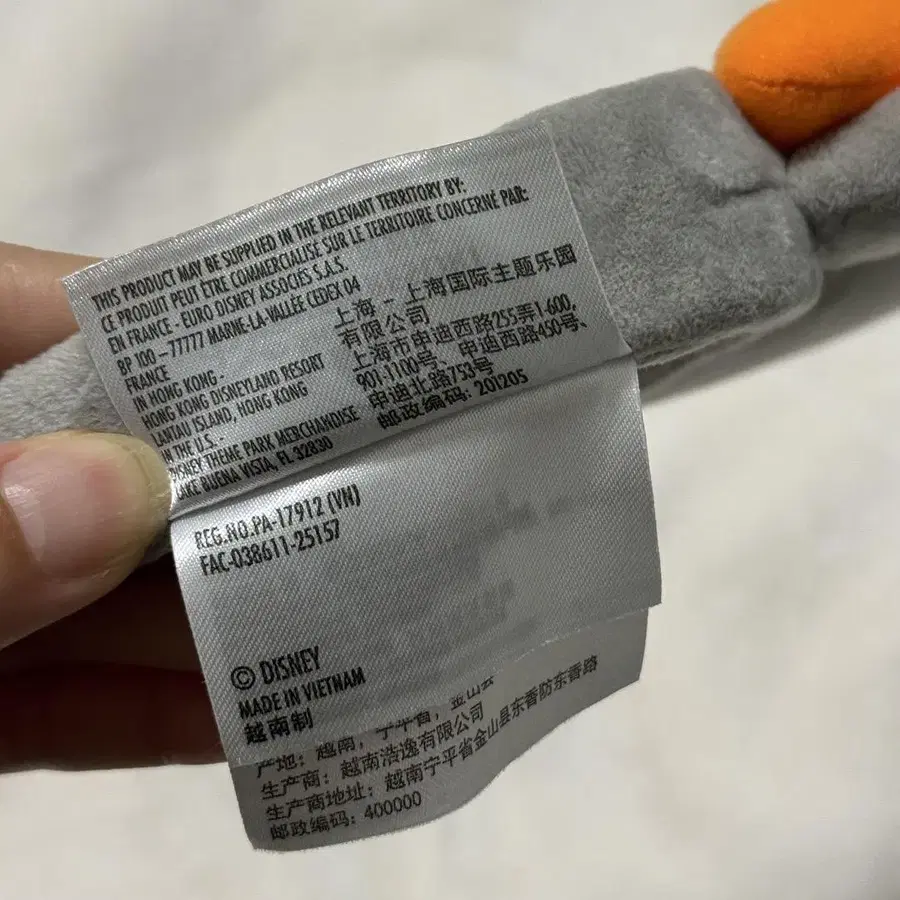 THIS PRODUCT MAY BE SUPPLIED IN THE RELEVANT TERRITORY BY:
CE PRODUIT PEUT ÊTRE COMMERCIALISE SUR LE TERRITOIRE CONCERNÉ PAR:
EN FRANCE - EURO DISNEY ASSOCIÉS S.A.S.
BP 100 – 77777 MARNE-LA-VALLÉE CEDEX 04
FRANCE
IN HONG KONG -
HONG KONG DISNEYLAND RESORT
LANTAU ISLAND, HONG KONG
IN THE U.S. -
DISNEY THEME PARK MERCHANDISE
LAKE BUENA VISTA, FL 32830
上海 – 上海国际主题乐园
有限公司
上海市申迪西路255弄1-600,
901.1100号、申迪西路450号、
申迪北路753号
邮政编码: 201205
REG.NO.PA-17912 (VN)
FAC-038611-25157
© DISNEY
MADE IN VIETNAM
越南制
产地: 越南, 宁平省, 金山县
生产商: 越南浩逸有限公司
生产商地址: 越南宁平省金山县东香防东香路
邮政编码: 400000